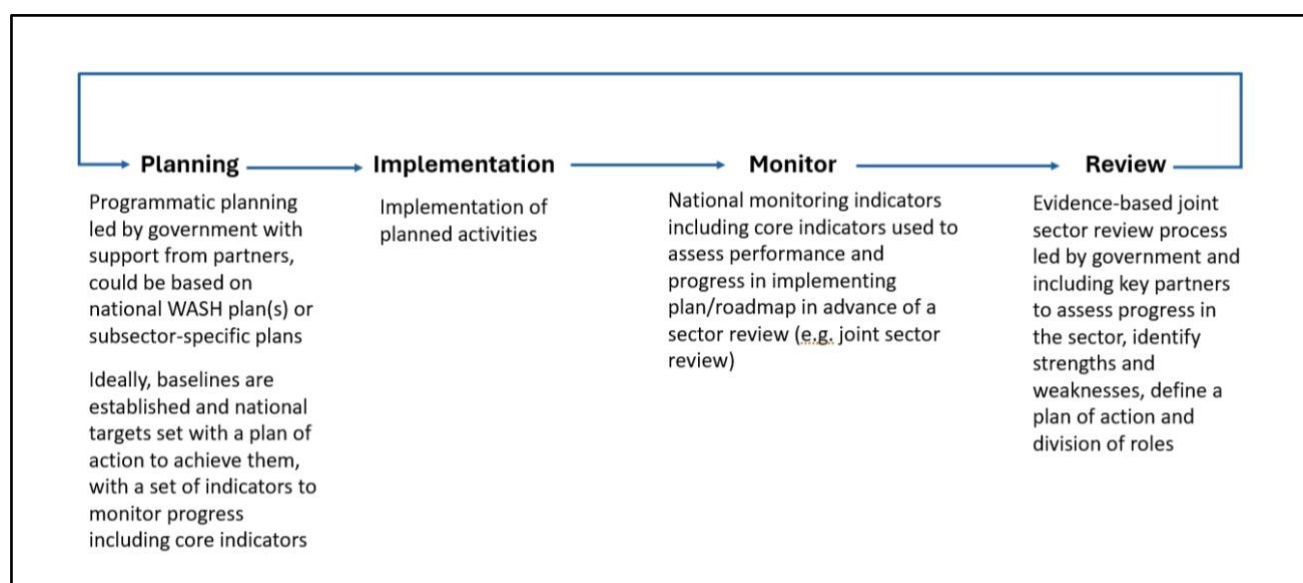 Planning
Programmatic planning
led by government with
support from partners,
could be based on
national WASH plan(s) or
subsector-specific plans
Ideally, baselines are
established and national
targets set with a plan of
action to achieve them,
with a set of indicators to
monitor progress
including core indicators
Implementation
Implementation of
planned activities
Monitor
National monitoring indicators
including core indicators used to
assess performance and
progress in implementing
plan/roadmap in advance of a
sector review (e.g. joint sector
review)
Review
Evidence-based joint
sector review process
led by government and
including key partners
to assess progress in
the sector, identify
strengths and
weaknesses, define a
plan of action and
division of roles